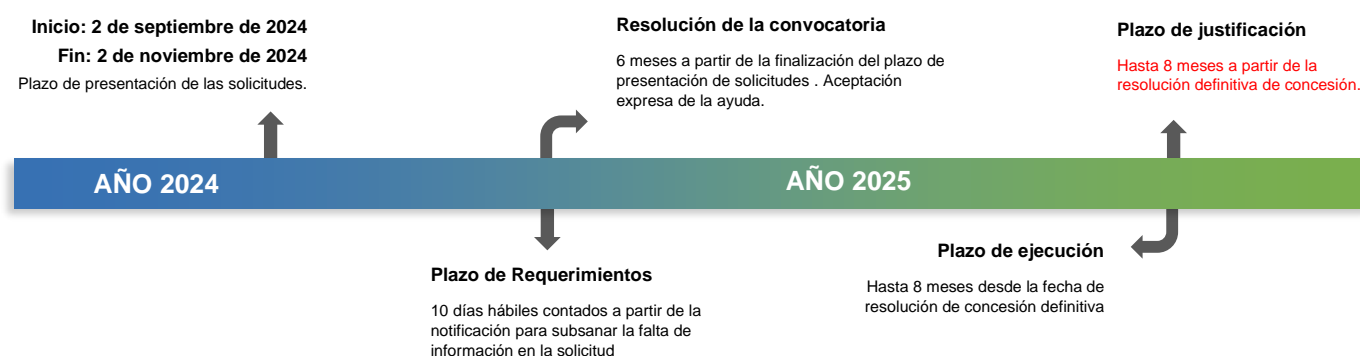 Inicio: 2 de septiembre de 2024
Fin: 2 de noviembre de 2024
Plazo de presentación de las solicitudes.
Resolución de la convocatoria
6 meses a partir de la finalización del plazo de
presentación de solicitudes . Aceptación
expresa de la ayuda.
Plazo de justificación
Hasta 8 meses a partir de la
resolución definitiva de concesión.
AÑO 2024
AÑO 2025
Plazo de Requerimientos
10 días hábiles contados a partir de la
notificación para subsanar la falta de
información en la solicitud
Plazo de ejecución
Hasta 8 meses desde la fecha de
resolución de concesión definitiva